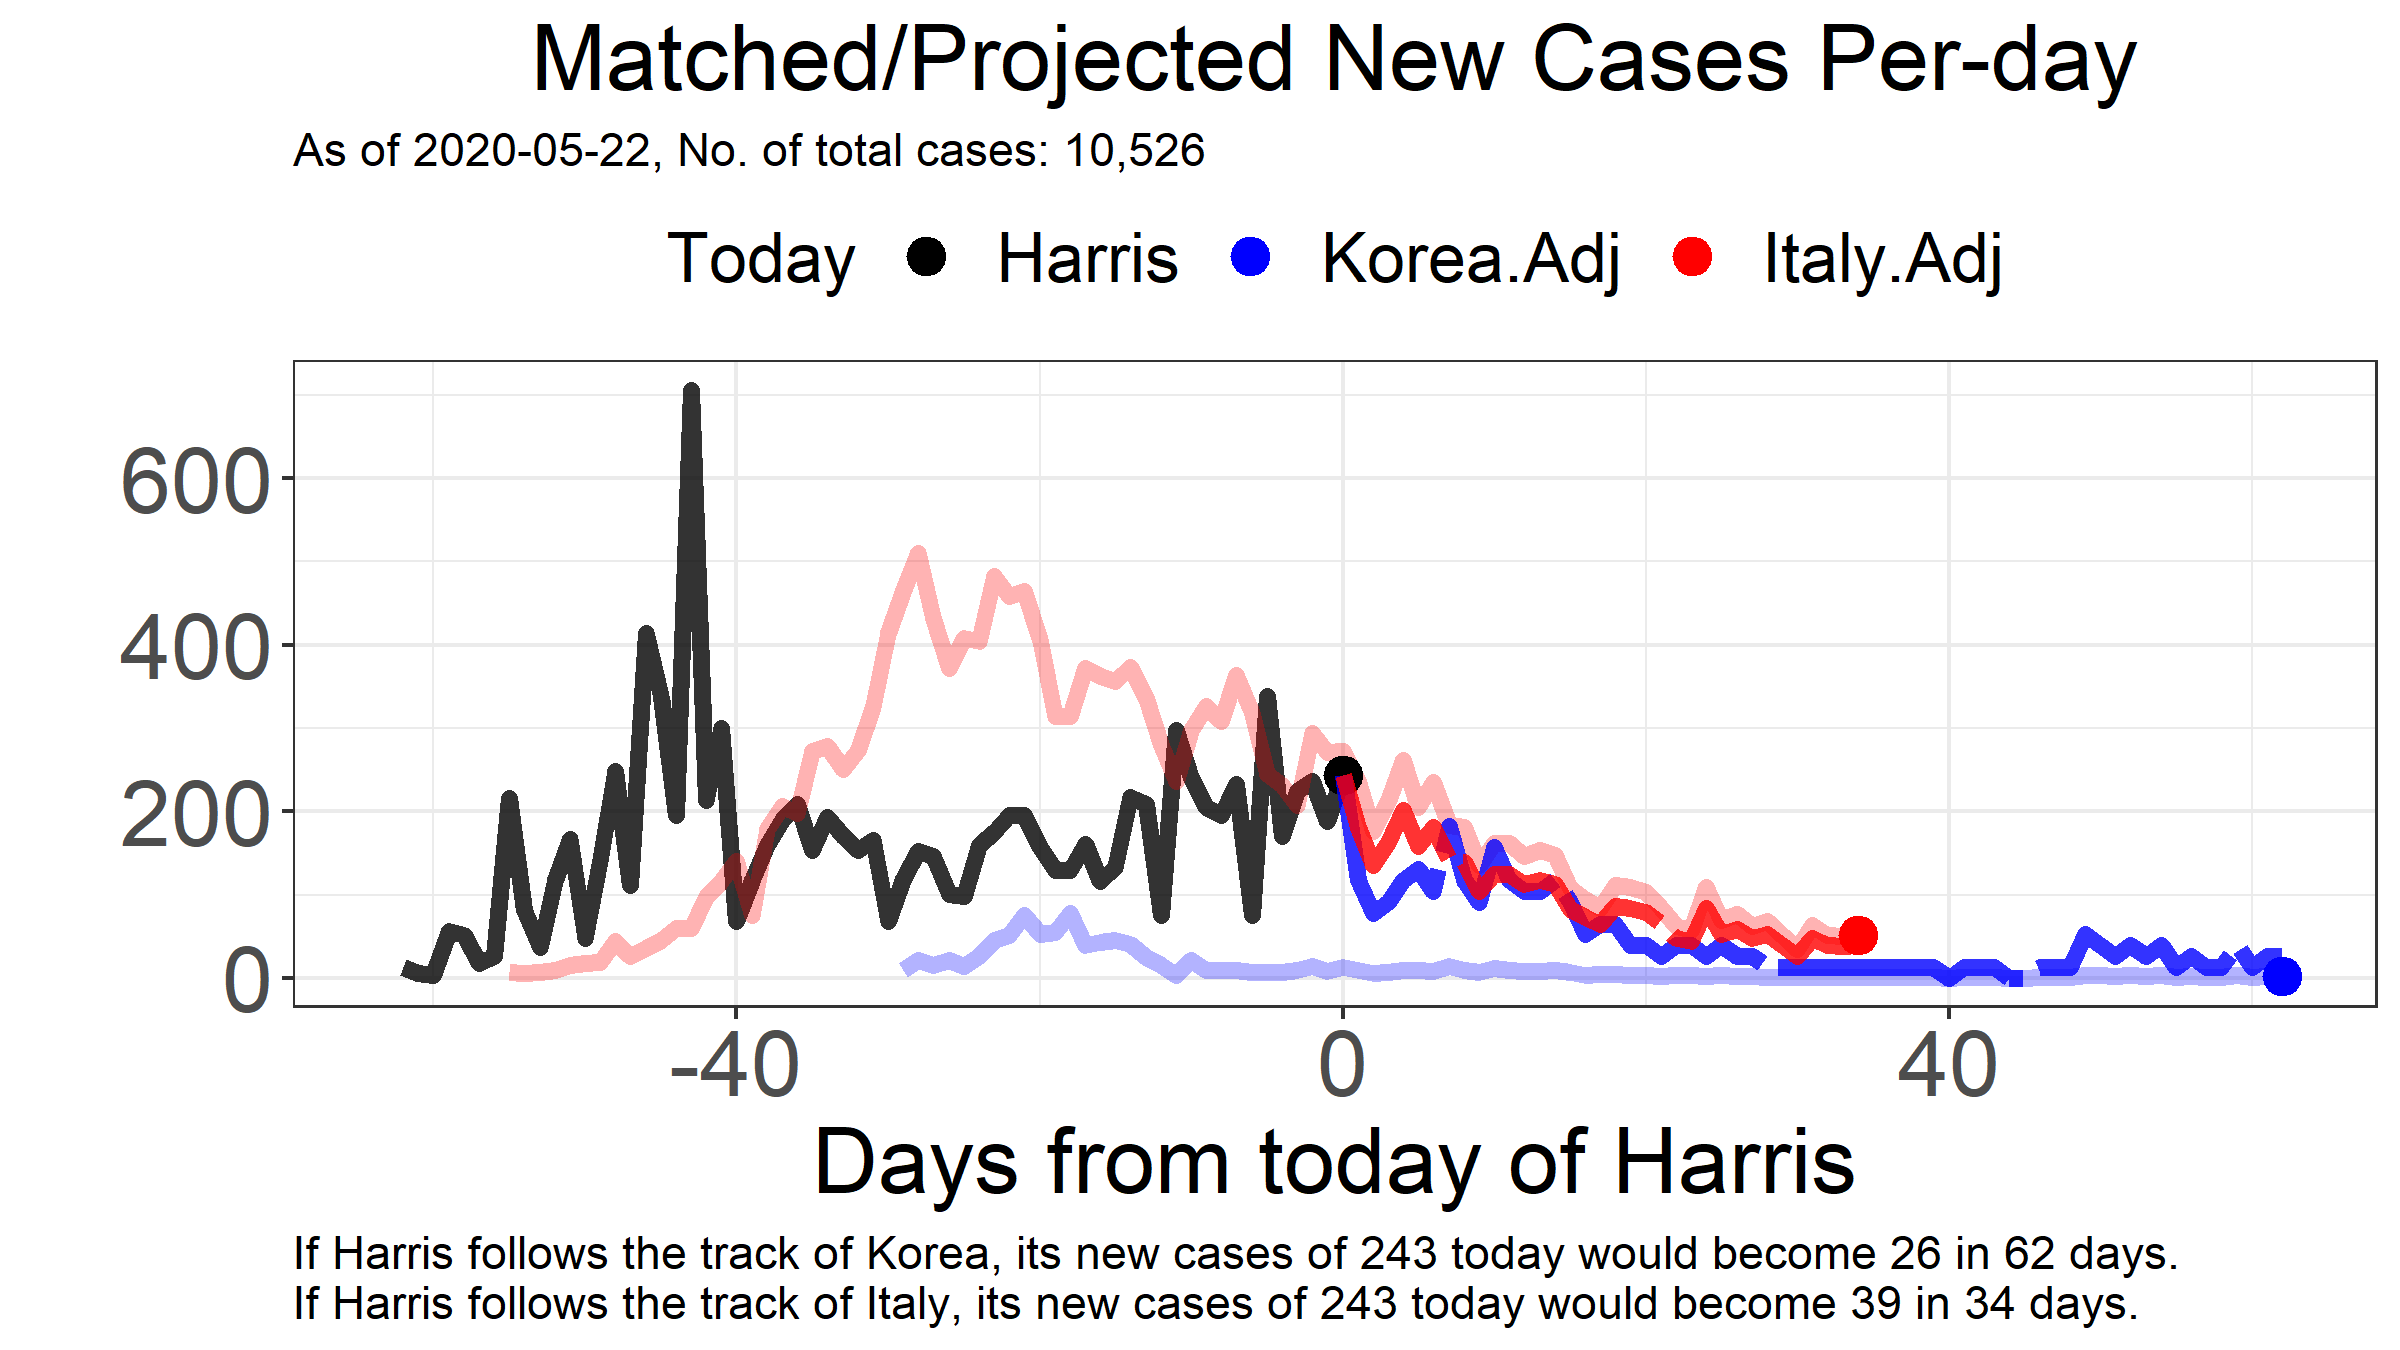 Matched/Projected New Cases Per-day
As of 2020-05-22, No. of total cases: 10,526
Today Harris Korea.Adj Italy.Adj
600
400
200
0
-40 0 40
Days from today of Harris
If Harris follows the track of Korea, its new cases of 243 today would become 26 in 62 days.
If Harris follows the track of Italy, its new cases of 243 today would become 39 in 34 days.